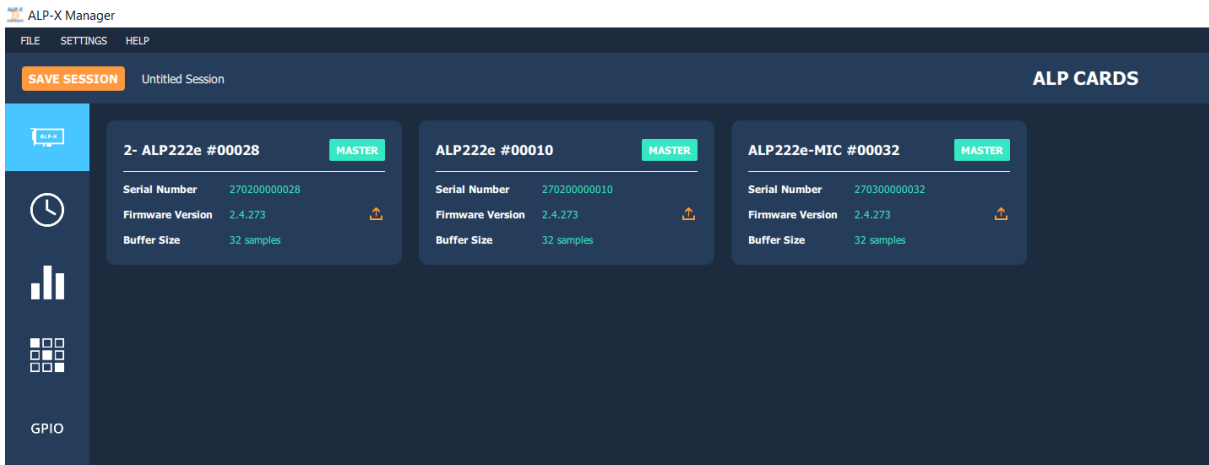 ALP-X Manager
FILE SETTINGS HELP
SAVE SESSION Untitled Session ALP CARDS
ALP-X
2- ALP222e #00028 MASTER
Serial Number 270200000028
Firmware Version 2.4.273
Buffer Size 32 samples
ALP222e #00010 MASTER
Serial Number 270200000010
Firmware Version 2.4.273
Buffer Size 32 samples
ALP222e-MIC #00032 MASTER
Serial Number 270300000032
Firmware Version 2.4.273
Buffer Size 32 samples
GPIO